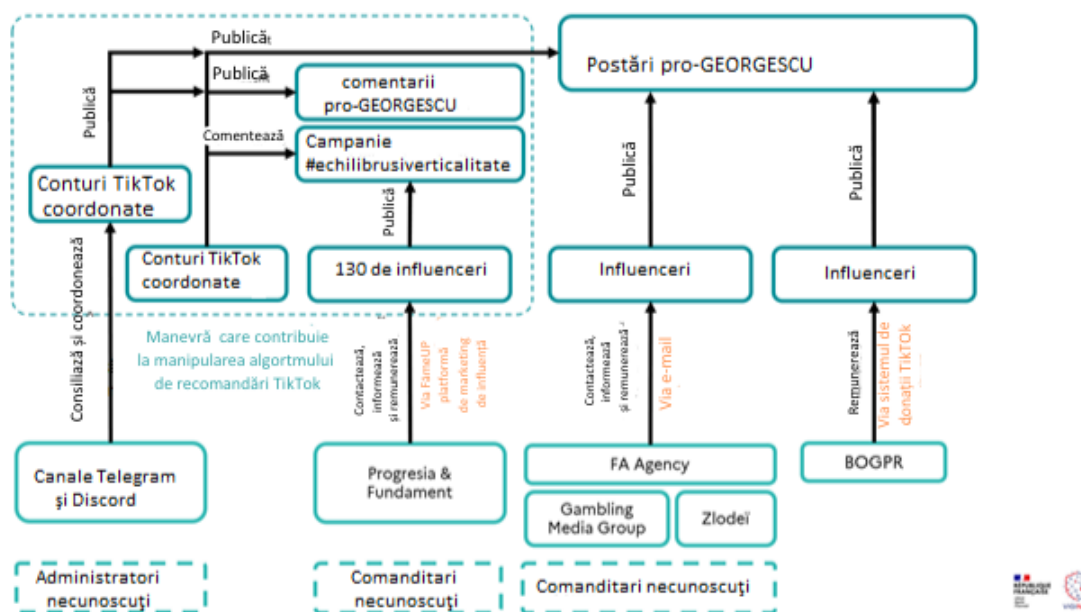 Publică
Postări pro-GEORGESCU
Publică
comentarii
pro-GEORGESCU
Publică
Comentează
Campanie
#echilibrusiverticalitate
Conturi TikTok
coordonate
Publică
Publică
Publică
Conturi TikTok
coordonate
130 de influenceri
Influenceri
Influenceri
Consiliază și coordonează
Manevră care contribuie
la manipularea algortmului
de recomandări TikTok
Contactează,
informează
și remunerează
Via FameUP
platformă
de marketing
de influență
Contactează,
informează
și remunerează
Via e-mail
Remunerează
Via sistemul de
donații TikTOk
Canale Telegram
și Discord
Progresia &
Fundament
FA Agency
BOGPR
Gambling
Media Group
Zlodeï
Administratori
necunoscuți
Comanditari
necunoscuți
Comanditari necunoscuți
RÉPUBLIQUE
FRANÇAISE